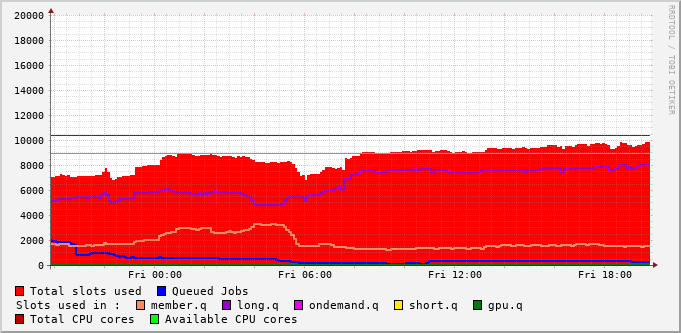 20000
18000
16000
14000
12000
10000
8000
6000
4000
2000
0
Fri 00:00 Fri 06:00 Fri 12:00 Fri 18:00
RRDTOOL / TOBI OETIKER
Total slots used Queued Jobs
Slots used in : member.q long.q ondemand.q short.q gpu.q
Total CPU cores Available CPU cores